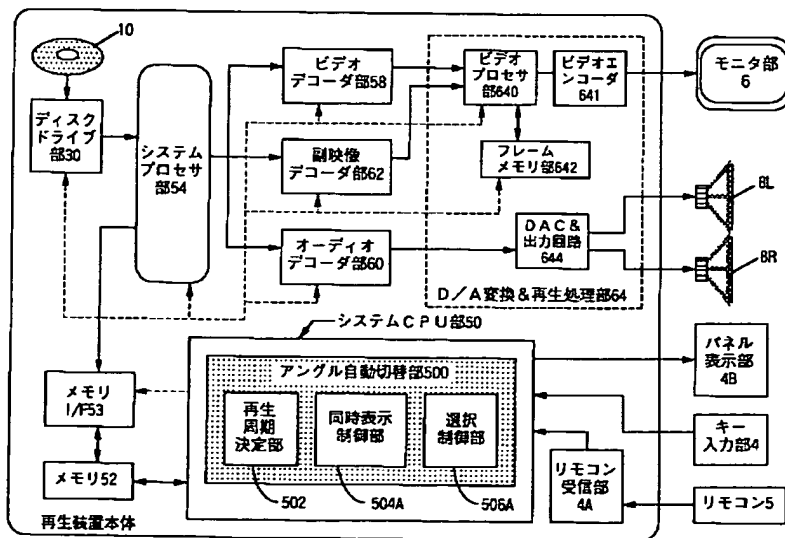 10
ディスク
ドライブ
部30
システム
プロセサ
部54
ビデオ
デコーダ部58
副映像
デコーダ部62
オーディオ
デコーダ部60
ビデオ
プロセサ
部640
ビデオエ
ンコーダ
641
フレーム
メモリ部642
DAC&
出力回路
644
D/A変換&再生処理部64
モニタ部
6
8L
8R
システムCPU部50
アングル自動切替部500
再生
周期
決定部
同時表示
制御部
選択
制御部
502
504A
506A
メモリ
I/F53
メモリ52
再生装置本体
パネル
表示部
4B
キー
入力部4
リモコン
受信部
4A
リモコン5